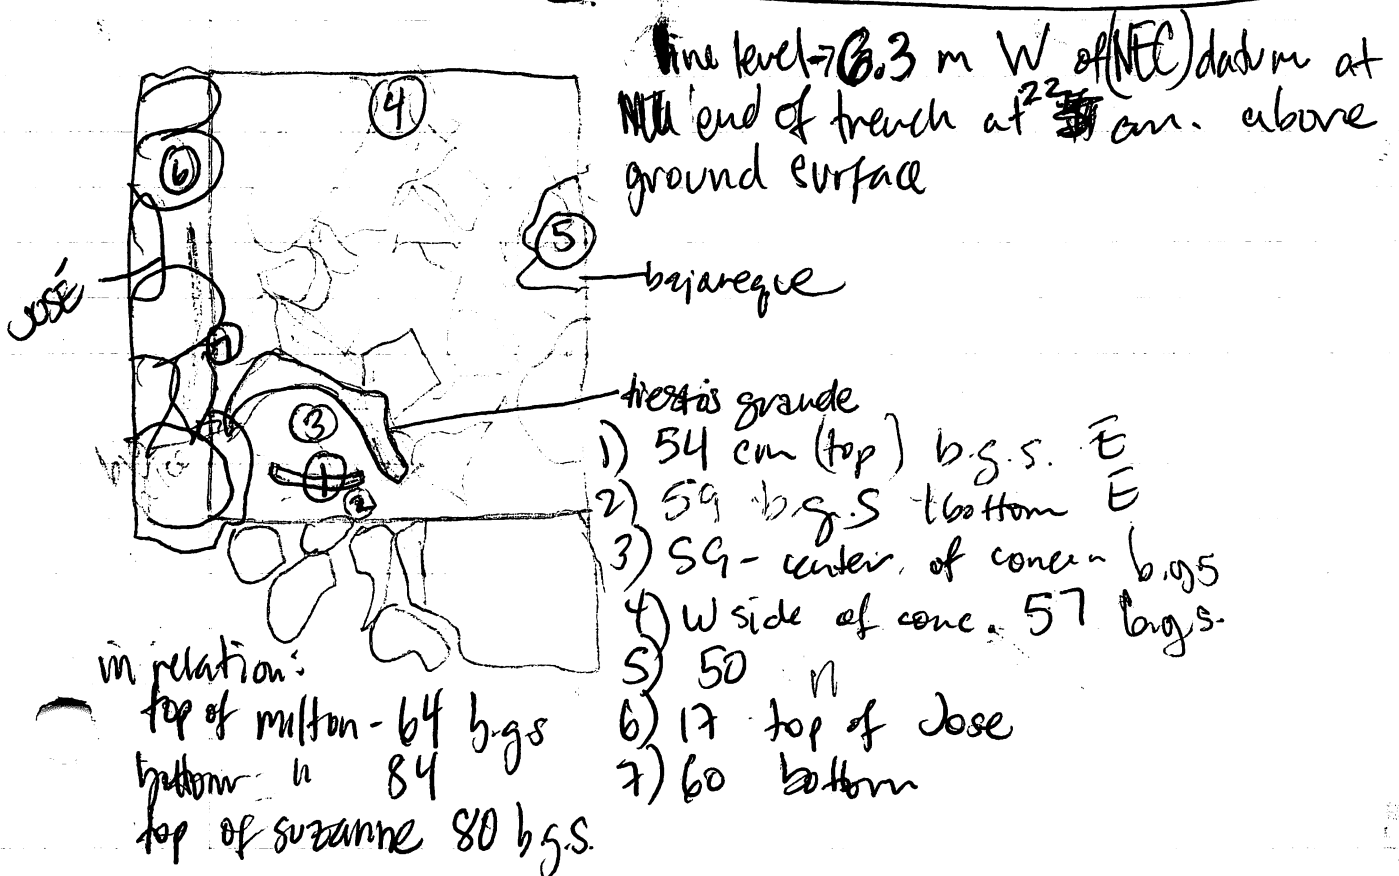 line level → 6.3 m W of (NEC) datum at
end of trench at 22 cm. above
ground surface
4
6
5
JOSÉ
bajareque
7
tiestos grande
3
1
2
1) 54 cm (top) b.g.s. E
2) 59 b.g.s bottom E
3) 59 - center of concen b.g.s
4) W side of conc. 57 b.g.s.
5) 50 "
6) 17 top of Jose
7) 60 bottom
in relation:
top of milton - 64 b.g.s
bottom " 84
top of suzanne 80 b.g.s.